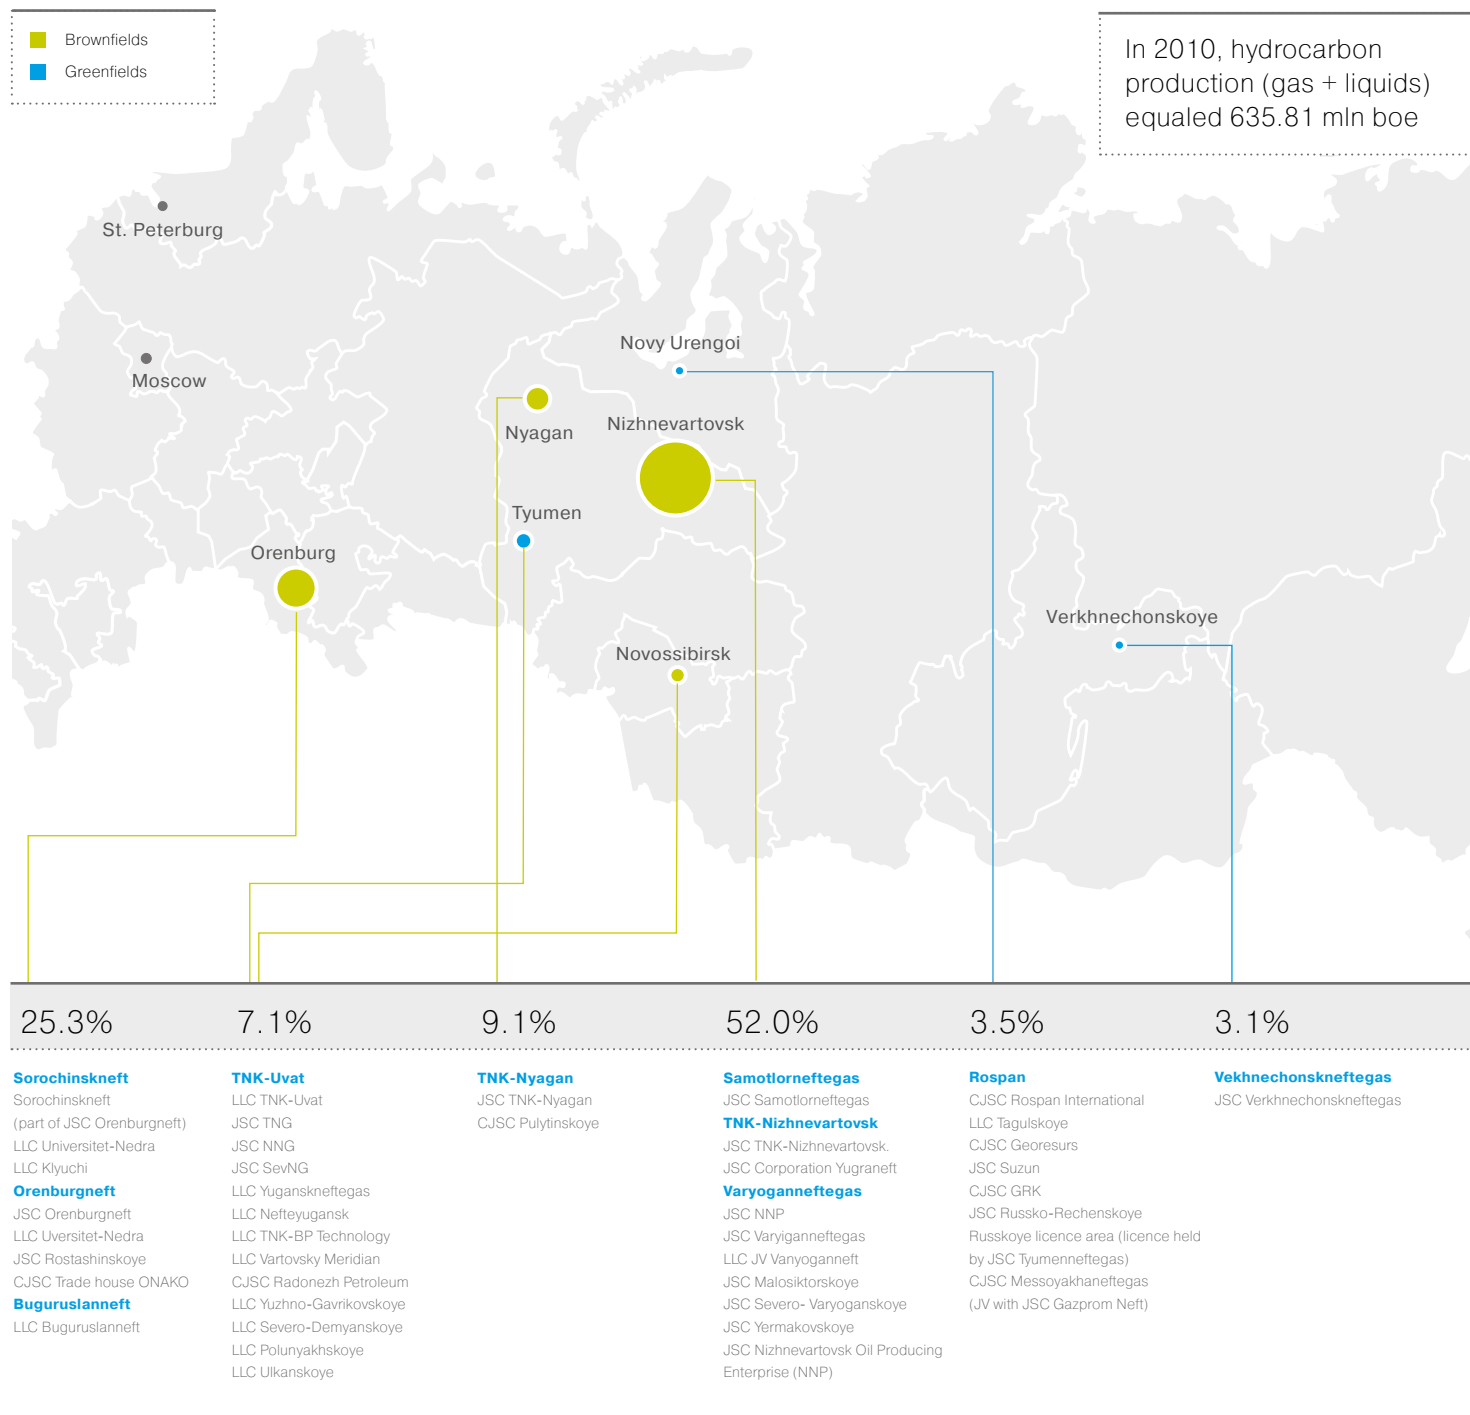 Brownfields
Greenfields
In 2010, hydrocarbon
production (gas + liquids)
equaled 635.81 mln boe
St. Peterburg
Moscow
Novy Urengoi
Nyagan
Nizhnevartovsk
Tyumen
Orenburg
Verkhnechonskoye
Novossibirsk
25.3%
7.1%
9.1%
52.0%
3.5%
3.1%
Sorochinskneft
Sorochinskneft
(part of JSC Orenburgneft)
LLC Universitet-Nedra
LLC Klyuchi
Orenburgneft
JSC Orenburgneft
LLC Uversitet-Nedra
JSC Rostashinskoye
CJSC Trade house ONAKO
Buguruslanneft
LLC Buguruslanneft
TNK-Uvat
LLC TNK-Uvat
JSC TNG
JSC NNG
JSC SevNG
LLC Yuganskneftegas
LLC Nefteyugansk
LLC TNK-BP Technology
LLC Vartovsky Meridian
CJSC Radonezh Petroleum
LLC Yuzhno-Gavrikovskoye
LLC Severo-Demyanskoye
LLC Polunyakhskoye
LLC Ulkanskoye
TNK-Nyagan
JSC TNK-Nyagan
CJSC Pulytinskoye
Samotlorneftegas
JSC Samotlorneftegas
TNK-Nizhnevartovsk
JSC TNK-Nizhnevartovsk.
JSC Corporation Yugraneft
Varyoganneftegas
JSC NNP
JSC Varyiganneftegas
LLC JV Vanyoganneft
JSC Malosiktorskoye
JSC Severo- Varyoganskoye
JSC Yermakovskoye
JSC Nizhnevartovsk Oil Producing
Enterprise (NNP)
Rospan
CJSC Rospan International
LLC Tagulskoye
CJSC Georesurs
JSC Suzun
CJSC GRK
JSC Russko-Rechenskoye
Russkoye licence area (licence held
by JSC Tyumenneftegas)
CJSC Messoyakhaneftegas
(JV with JSC Gazprom Neft)
Vekhnechonskneftegas
JSC Verkhnechonskneftegas